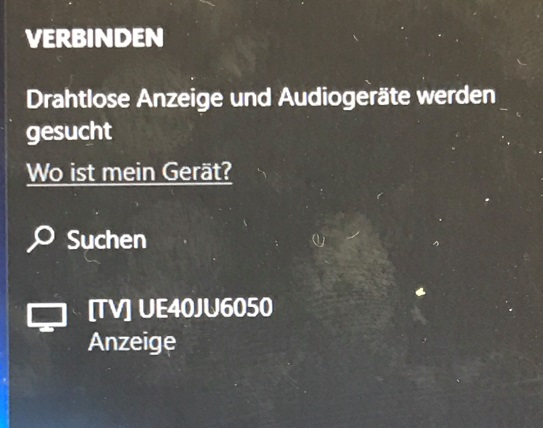 VERBINDEN
Drahtlose Anzeige und Audiogeräte werden
gesucht
Wo ist mein Gerät?
Suchen
[TV] UE40JU6050
Anzeige